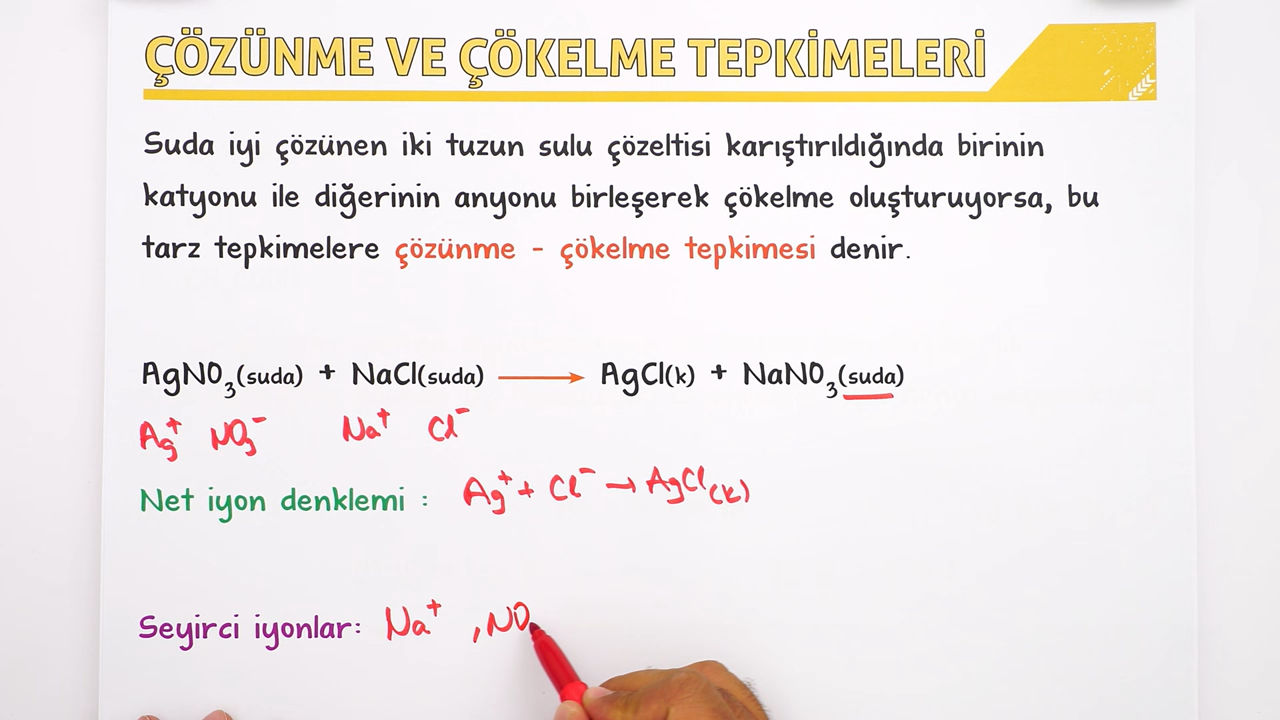 ÇÖZÜNME VE ÇÖKELME TEPKİMELERİ
Suda iyi çözünen iki tuzun sulu çözeltisi karıştırıldığında birinin
katyonu ile diğerinin anyonu birleşerek çökelme oluşturuyorsa, bu
tarz tepkimelere çözünme - çökelme tepkimesi denir.
AgNO₃(suda) + NaCl(suda) → AgCl(k) + NaNO₃(suda)
Ag⁺ NO₃⁻ Na⁺ Cl⁻
Net iyon denklemi : Ag⁺ + Cl⁻ → AgCl(k)
Seyirci iyonlar: Na⁺ , NO